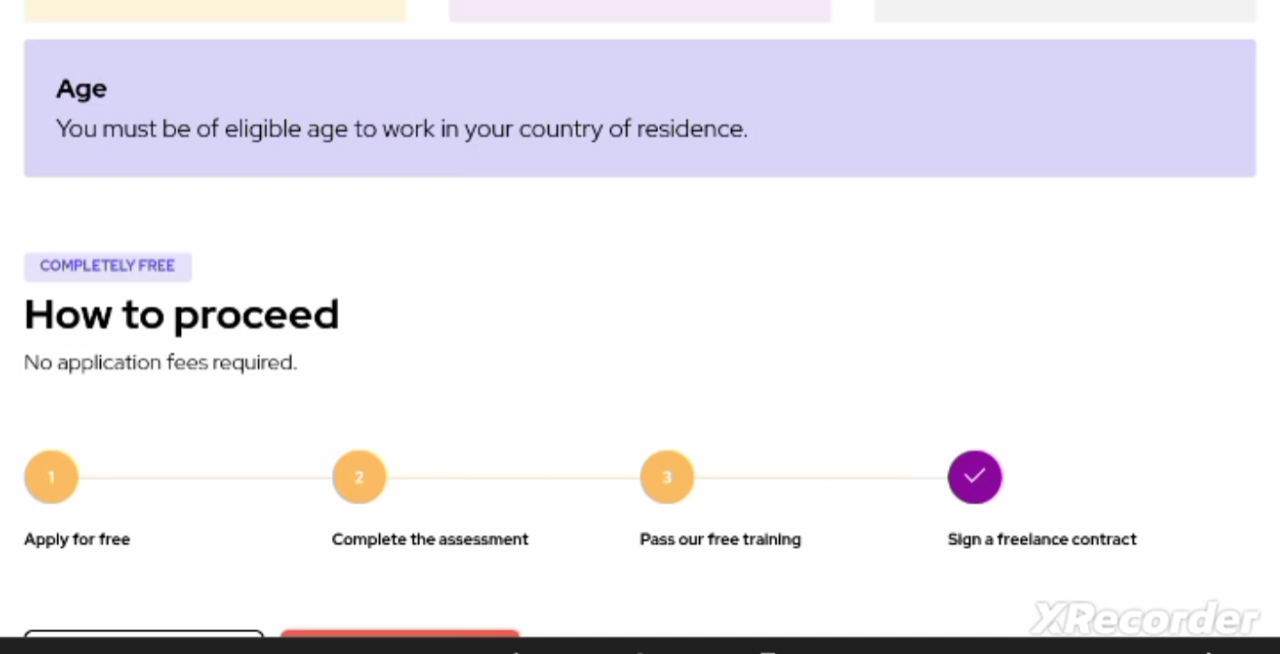 Age
You must be of eligible age to work in your country of residence.
COMPLETELY FREE
How to proceed
No application fees required.
1
2
3
Apply for free
Complete the assessment
Pass our free training
Sign a freelance contract
XRecorder